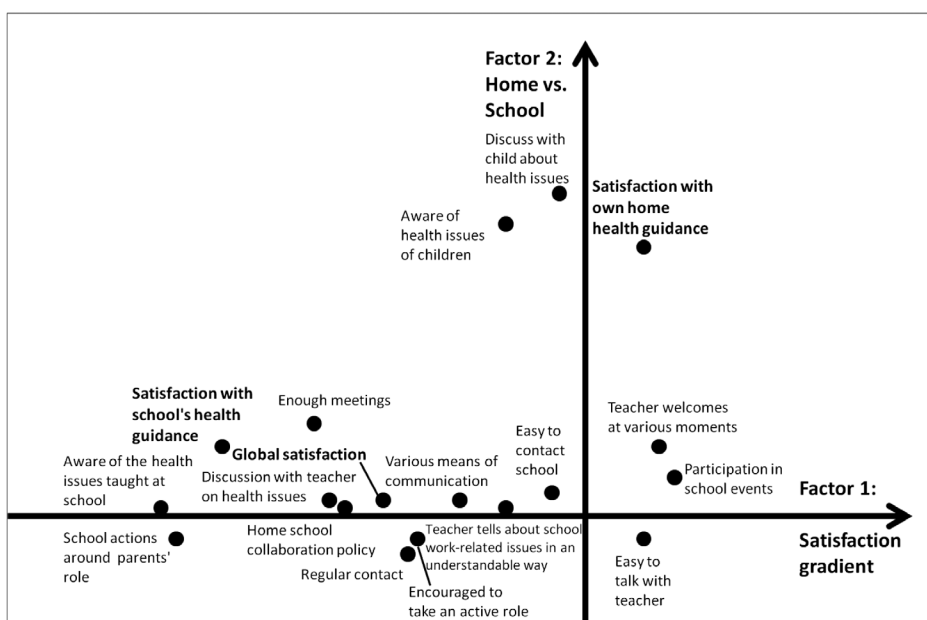 Factor 2:
Home vs.
School
Discuss with
child about
health issues
Satisfaction with
own home
health guidance
Aware of
health issues
of children
Satisfaction with
school's health
guidance
Enough meetings
Teacher welcomes
at various moments
Easy to
contact
school
Global satisfaction
Various means of
communication
Aware of the health
issues taught at
school
Discussion with teacher
on health issues
Participation in
school events
Factor 1:
Satisfaction
gradient
School actions
around parents'
role
Home school
collaboration policy
Regular contact
Teacher tells about school
work-related issues in an
understandable way
Encouraged to
take an active role
Easy to
talk with
teacher